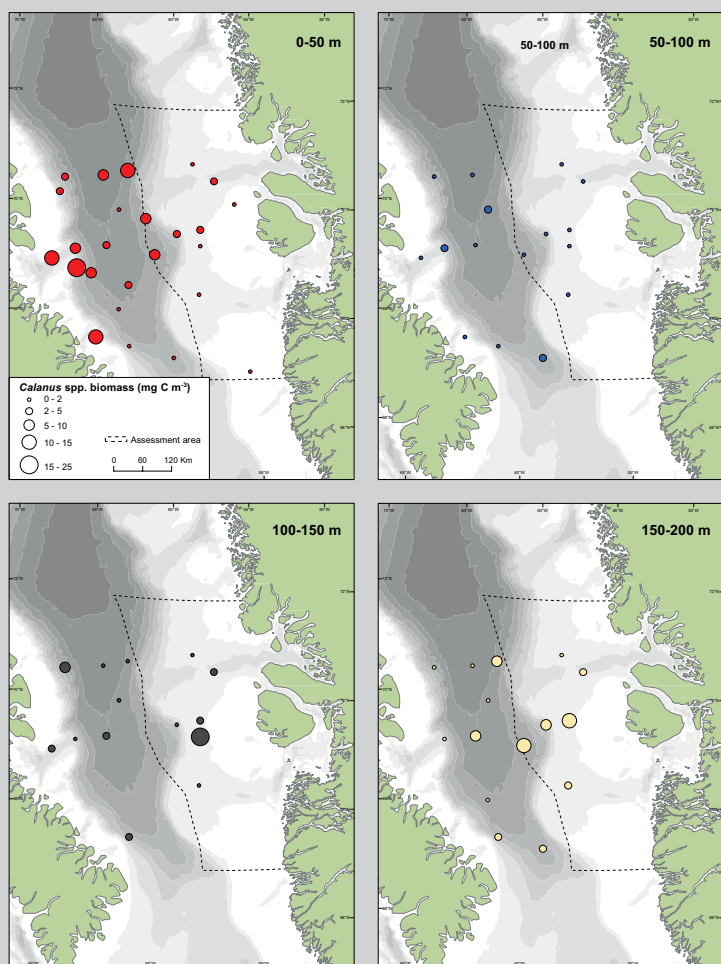 0-50 m
50-100 m
50-100 m
Calanus spp. biomass (mg C m-3)
0 - 2
2 - 5
5 - 10
10 - 15
15 - 25
Assessment area
0 60 120 Km
100-150 m
150-200 m